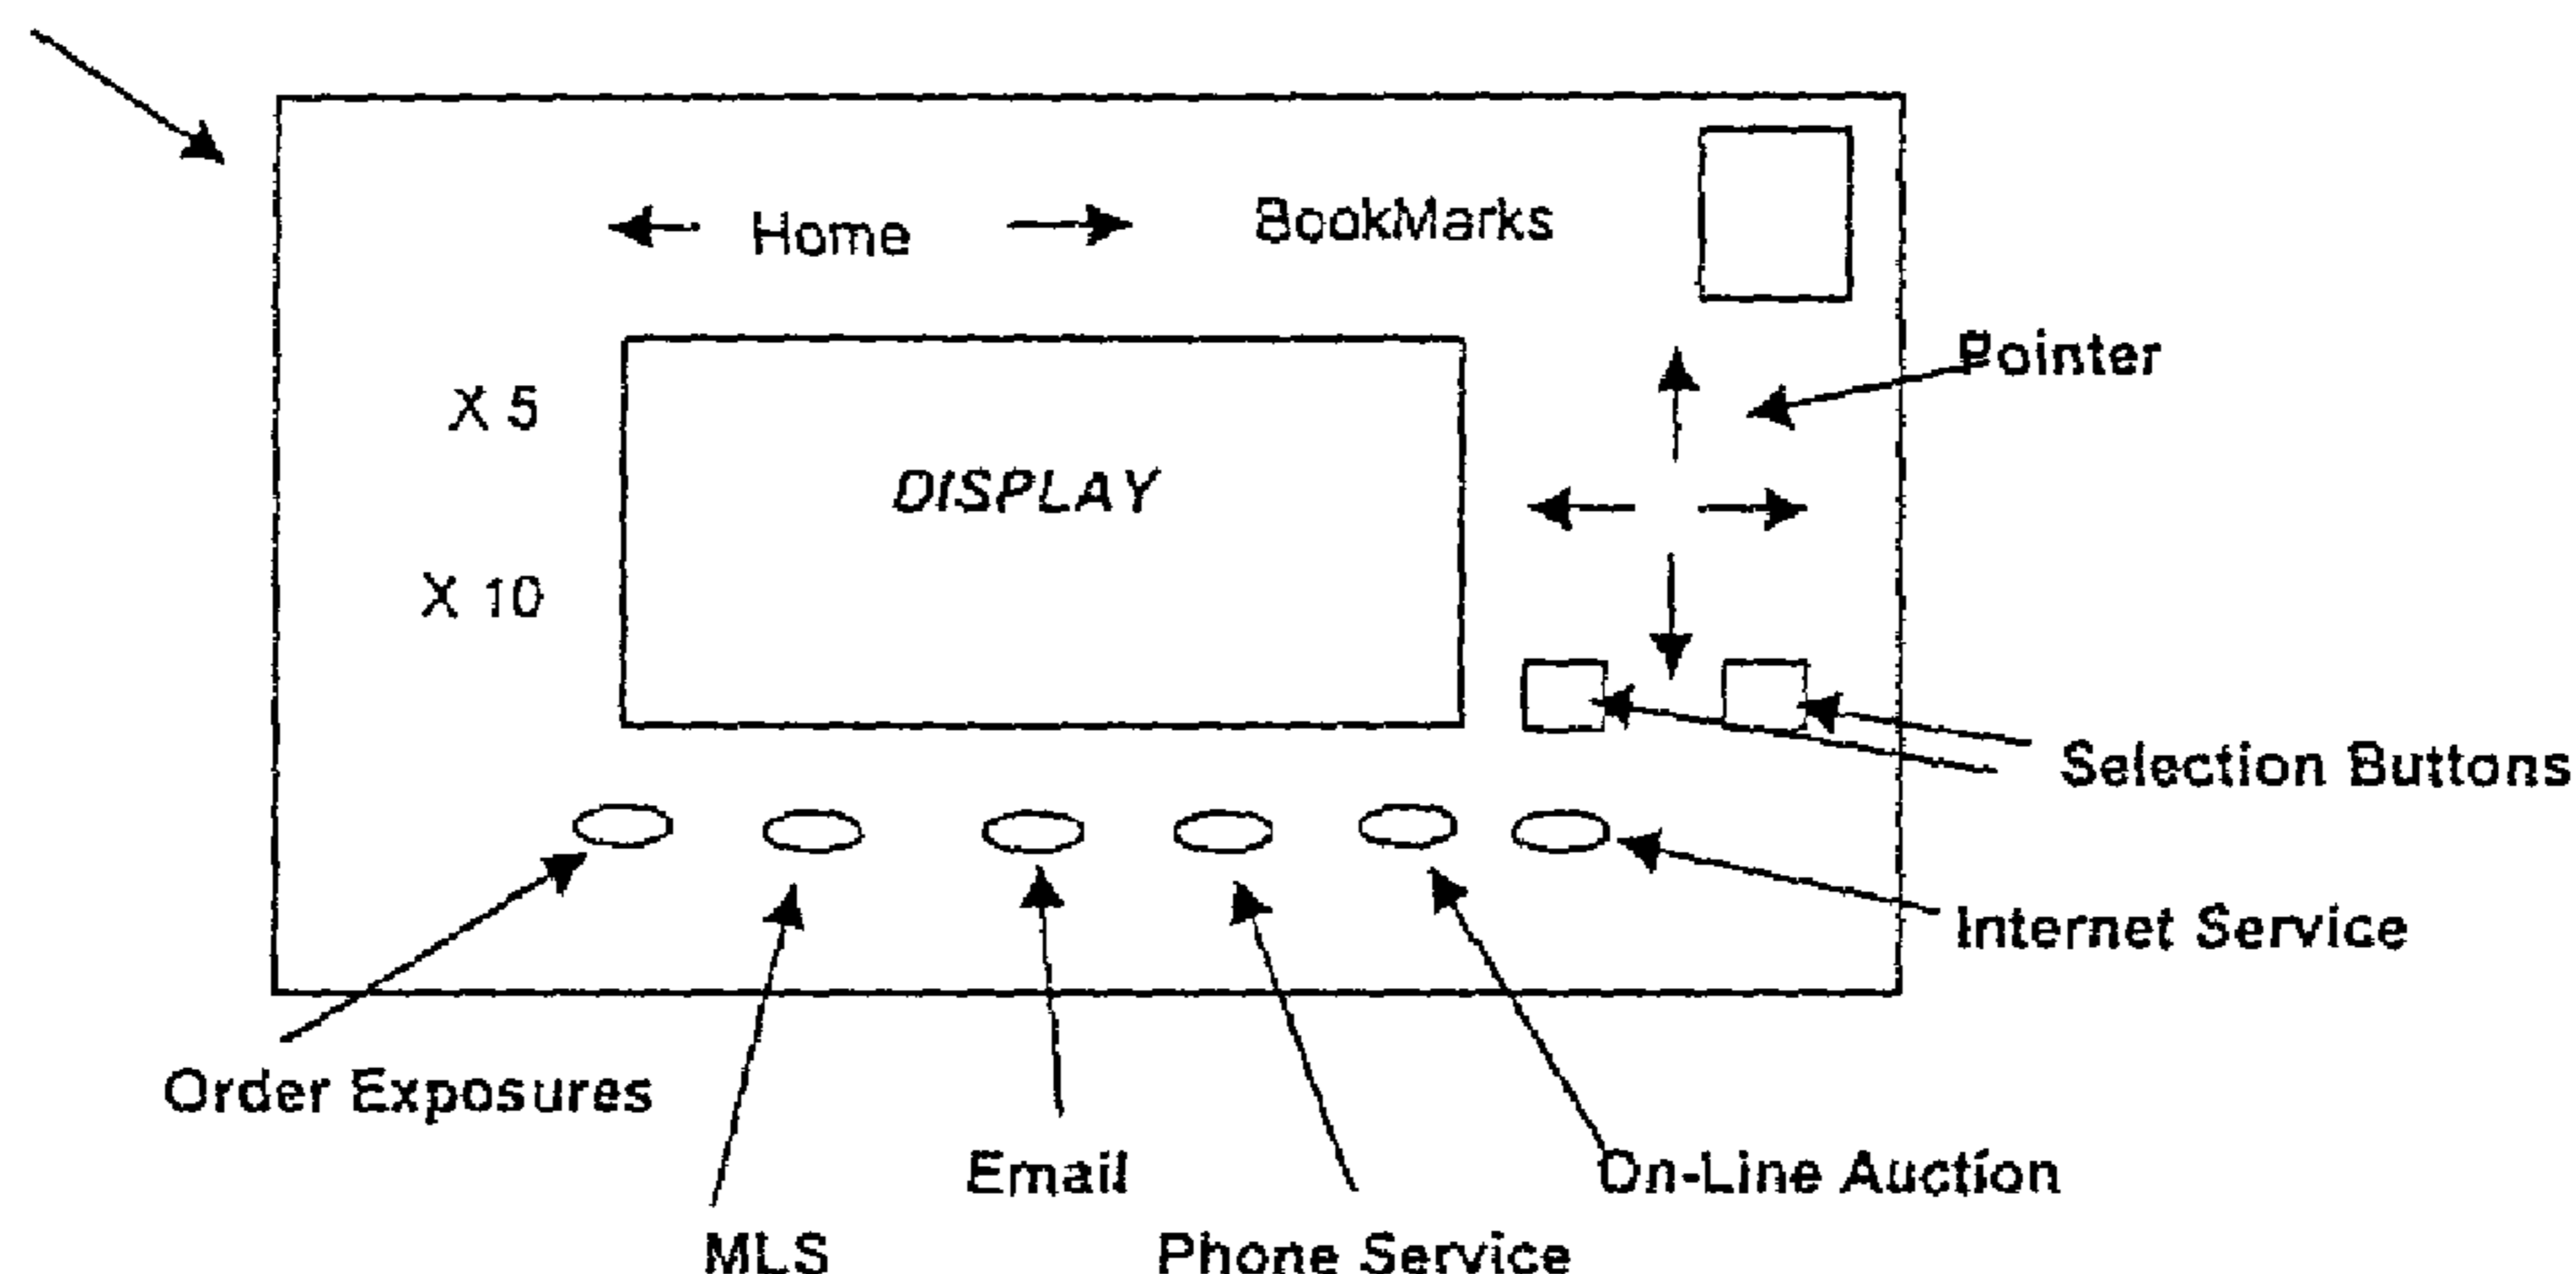 Home
BookMarks
Pointer
X 5
DISPLAY
X 10
Selection Buttons
Internet Service
Order Exposures
Email
On-Line Auction
MLS
Phone Service